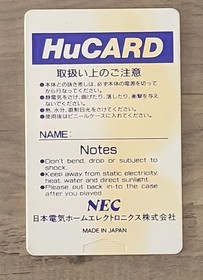 HuCARD
取扱い上のご注意
●本体との抜き差しは、必ず本体の電源を切って
から行なってください。
●静電気をさけ、曲げたり、落したり、衝撃を与え
ないでください。
●熱、水分、直射日光をさけてください。
●使用後はビニールケースに入れてください。
NAME:
Notes
●Don't bend, drop or subject to
shock.
●Keep away from static electricity,
heat, water and direct sunlight.
●Please put back in to the case
after you played.
NEC
日本電気ホームエレクトロニクス株式会社
MADE IN JAPAN